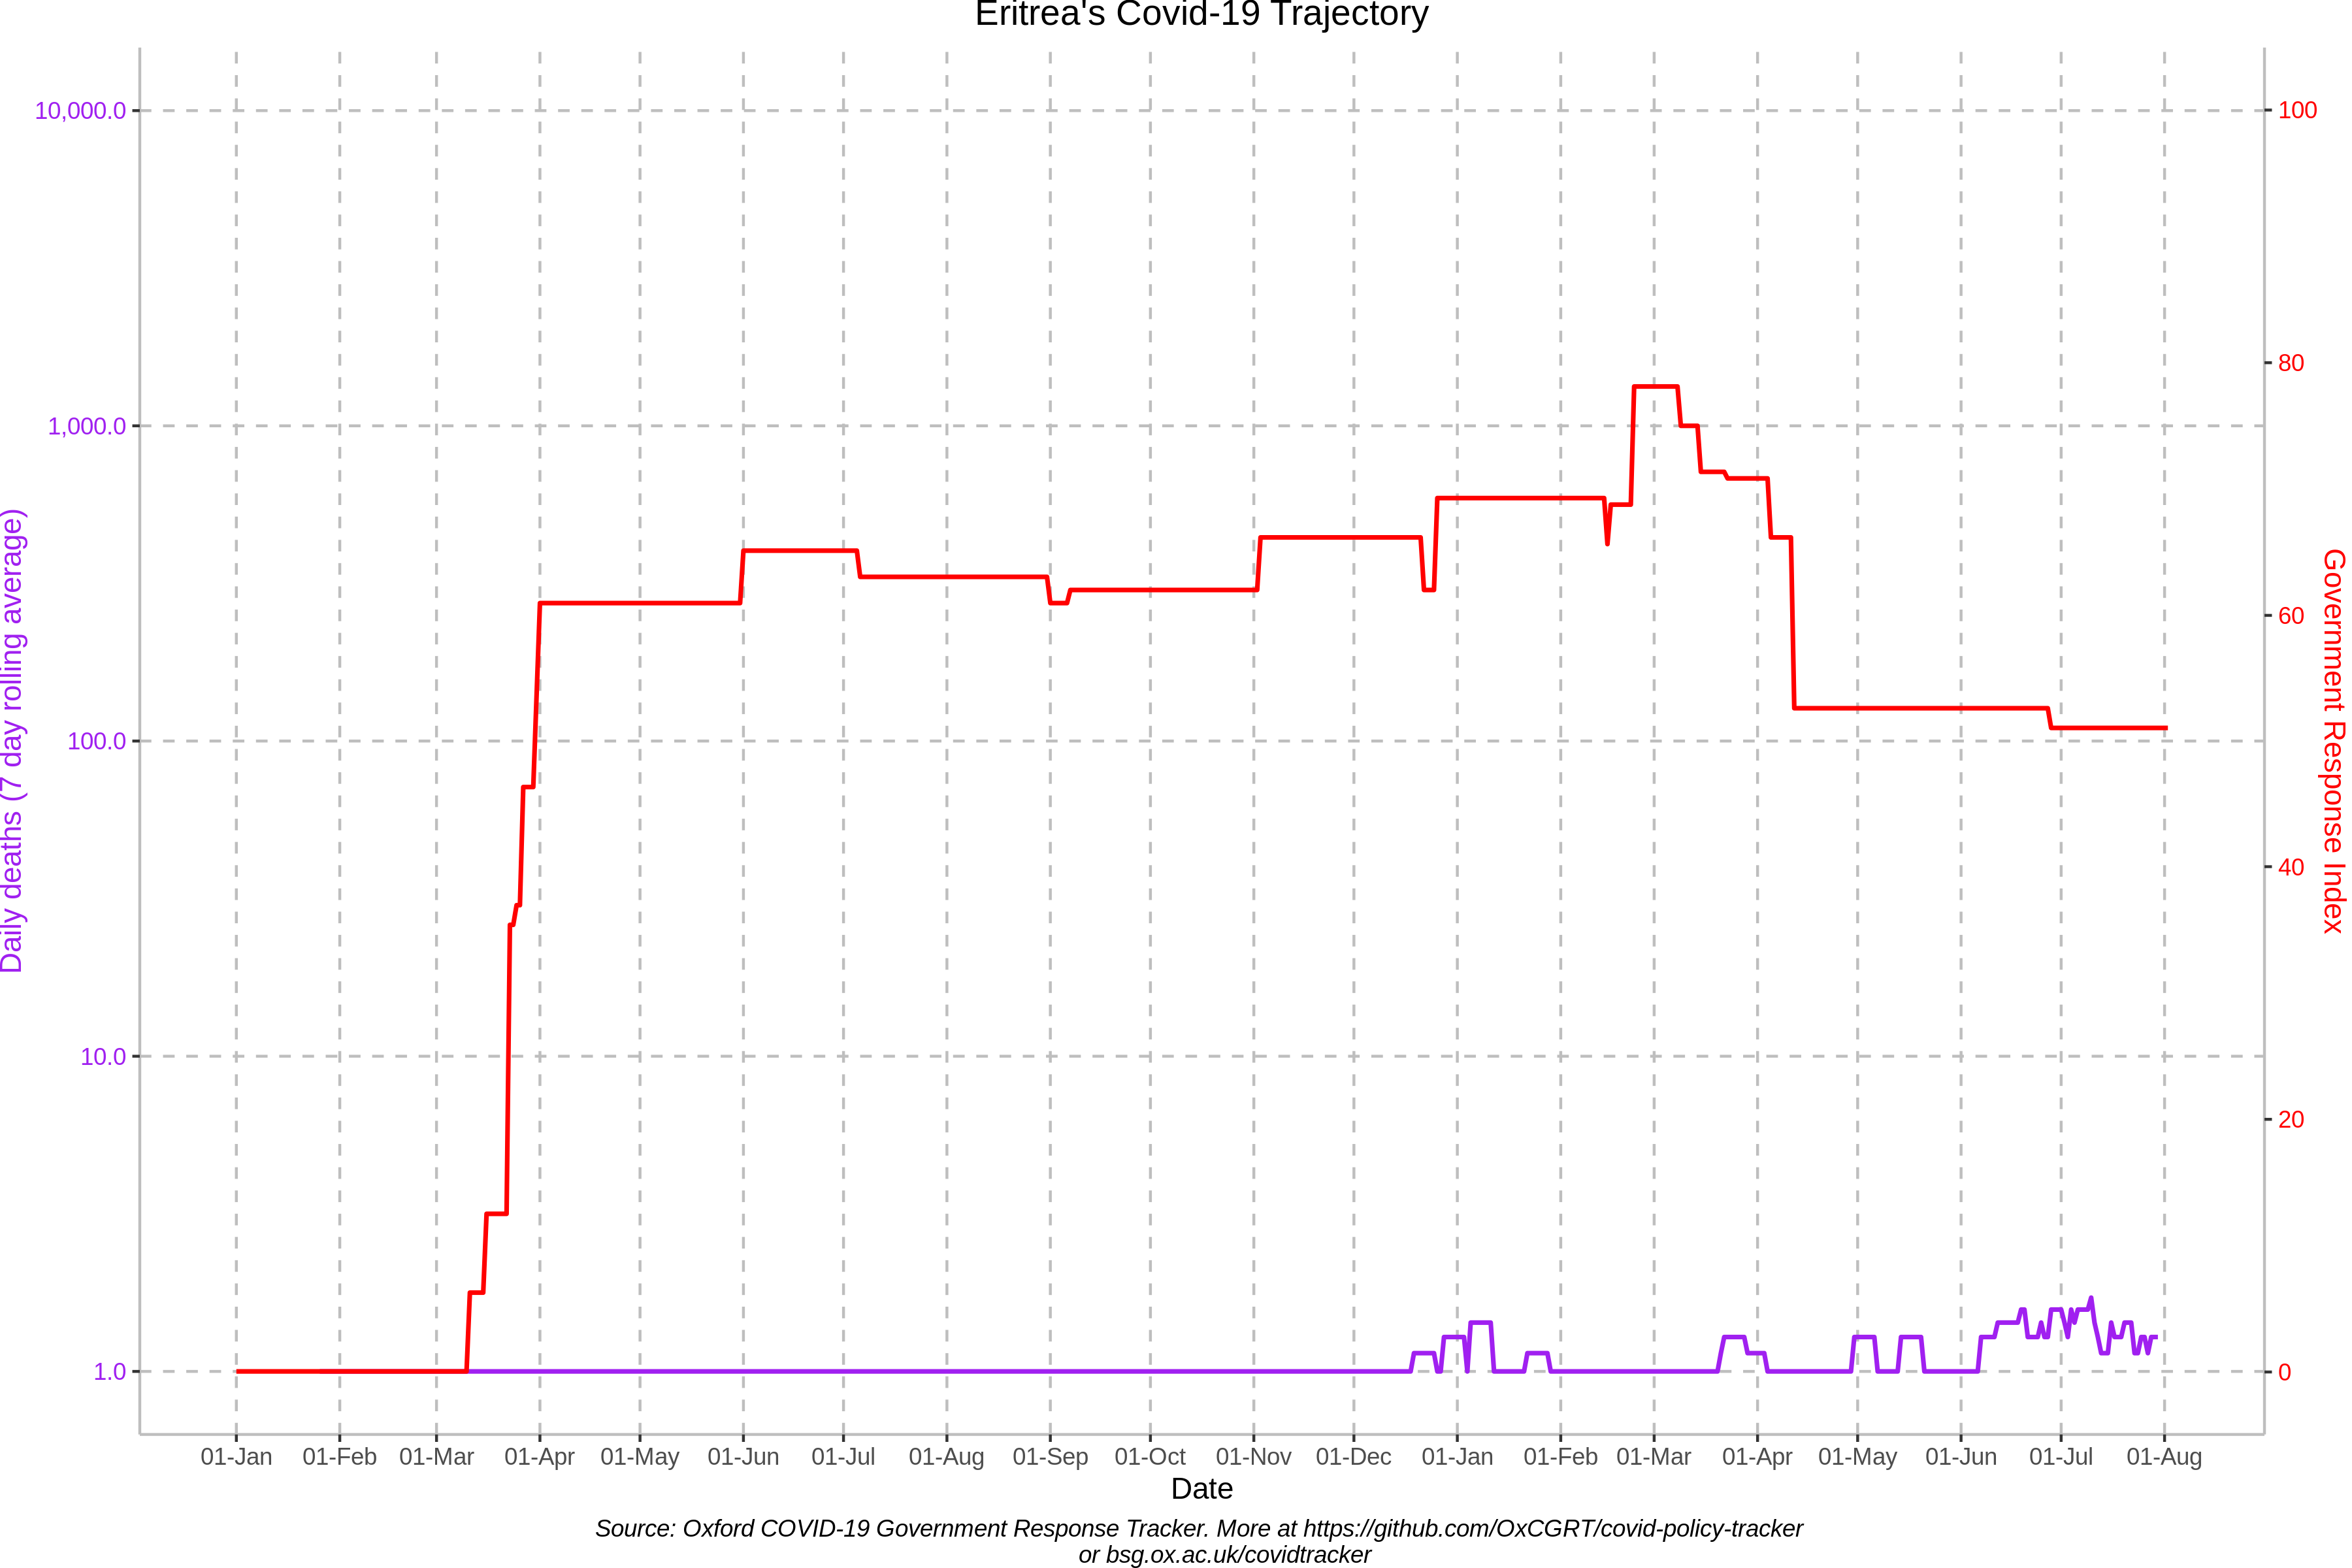 Eritrea's Covid-19 Trajectory
Daily deaths (7 day rolling average)
10,000.0
1,000.0
100.0
10.0
1.0
100
80
60
40
20
0
Government Response Index
01-Jan 01-Feb 01-Mar 01-Apr 01-May 01-Jun 01-Jul 01-Aug 01-Sep 01-Oct 01-Nov 01-Dec 01-Jan 01-Feb 01-Mar 01-Apr 01-May 01-Jun 01-Jul 01-Aug
Date
Source: Oxford COVID-19 Government Response Tracker. More at https://github.com/OxCGRT/covid-policy-tracker
or bsg.ox.ac.uk/covidtracker